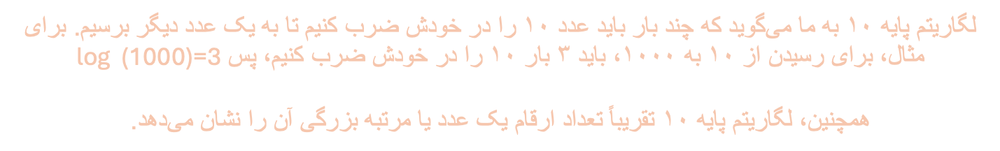 لگاریتم پایه ۱۰ به ما می‌گوید که چند بار باید عدد ۱۰ را در خودش ضرب کنیم تا به یک عدد دیگر برسیم. برای
مثال، برای رسیدن از ۱۰ به ۱۰۰۰، باید ۳ بار ۱۰ را در خودش ضرب کنیم، پس log (1000)=3
همچنین، لگاریتم پایه ۱۰ تقریباً تعداد ارقام یک عدد یا مرتبه بزرگی آن را نشان می‌دهد.